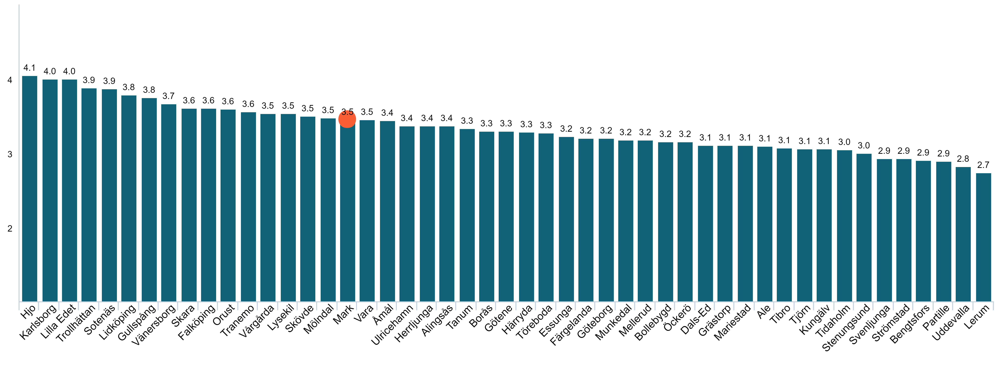 4.1 4.0 4.0 3.9 3.9 3.8 3.8 3.7 3.6 3.6 3.6 3.6 3.5 3.5 3.5 3.5 3.5 3.5 3.4 3.4 3.4 3.4 3.3 3.3 3.3 3.3 3.3 3.2 3.2 3.2 3.2 3.2 3.2 3.2 3.1 3.1 3.1 3.1 3.1 3.1 3.1 3.0 3.0 2.9 2.9 2.9 2.9 2.8 2.7
4
3
2
Hjo
Karlsborg
Lilla Edet
Trollhättan
Sotenäs
Lidköping
Gullspång
Vänersborg
Skara
Falköping
Orust
Tranemo
Vårgårda
Lysekil
Skövde
Mölndal
Mark
Vara
Åmål
Ulricehamn
Herrljunga
Alingsås
Tanum
Borås
Götene
Härryda
Töreboda
Essunga
Färgelanda
Göteborg
Munkedal
Mellerud
Bollebygd
Öckerö
Dals-Ed
Grästorp
Mariestad
Ale
Tibro
Tjörn
Kungälv
Tidaholm
Stenungsund
Svenljunga
Strömstad
Bengtsfors
Partille
Uddevalla
Lerum